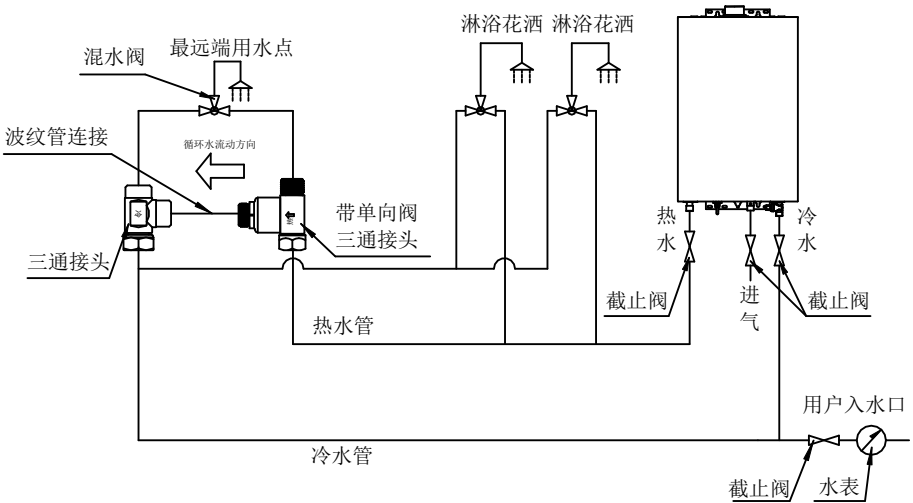 淋浴花洒
淋浴花洒
最远端用水点
混水阀
波纹管连接
循环水流动方向
热
带单向阀
三通接头
三通接头
热水
冷水
截止阀
进气
截止阀
热水管
用户入水口
冷水管
截止阀
水表